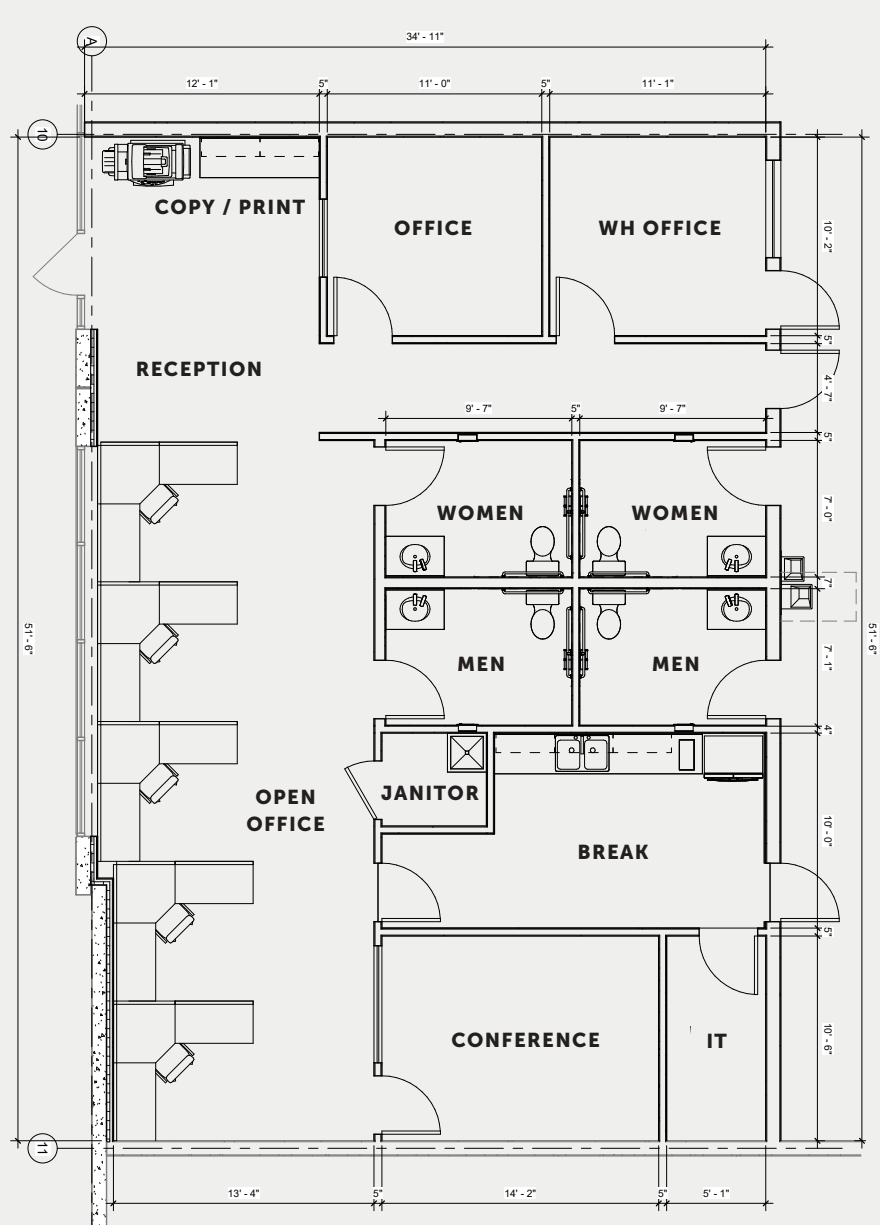 A
34' - 11"
12' - 1"
5"
11' - 0"
5"
11' - 1"
10
COPY / PRINT
OFFICE
WH OFFICE
10' - 2"
5"
RECEPTION
4' - 7"
9' - 7"
5"
9' - 7"
5"
WOMEN
WOMEN
7' - 0"
7"
51' - 6"
51' - 6"
MEN
MEN
7' - 1"
4"
JANITOR
OPEN
OFFICE
BREAK
10' - 0"
5"
CONFERENCE
IT
10' - 6"
11
13' - 4"
5"
14' - 2"
5"
5' - 1"